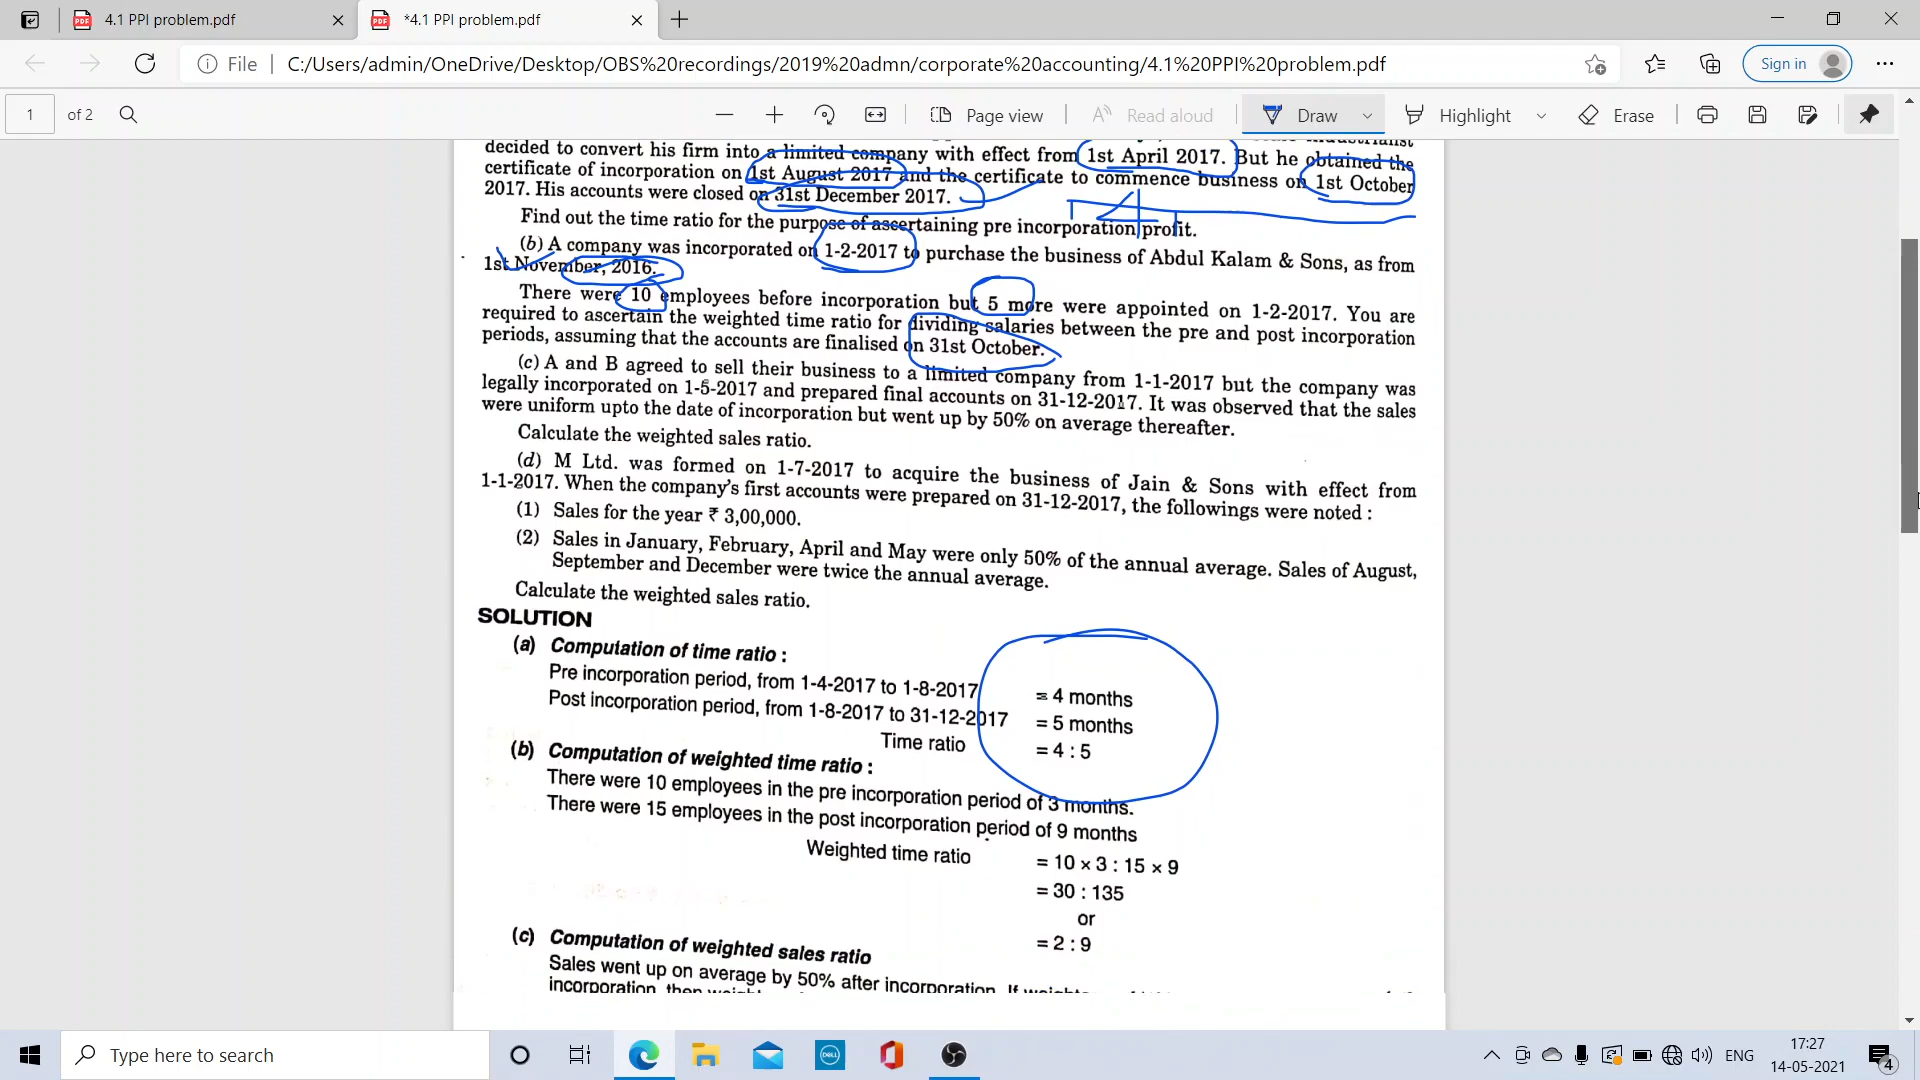 4.1 PPI problem.pdf
*4.1 PPI problem.pdf
File
C:/Users/admin/OneDrive/Desktop/OBS%20recordings/2019%20admn/corporate%20accounting/4.1%20PPI%20problem.pdf
Sign in
1 of 2
Page view
Read aloud
Draw
Highlight
Erase
decided to convert his firm into a limited company with effect from 1st April 2017. But he obtained the
certificate of incorporation on 1st August 2017 and the certificate to commence business on 1st October
2017. His accounts were closed on 31st December 2017.
4
Find out the time ratio for the purpose of ascertaining pre incorporation profit.
(b) A company was incorporated on 1-2-2017 to purchase the business of Abdul Kalam & Sons, as from
1st November, 2016.
There were 10 employees before incorporation but 5 more were appointed on 1-2-2017. You are
required to ascertain the weighted time ratio for dividing salaries between the pre and post incorporation
periods, assuming that the accounts are finalised on 31st October.
(c) A and B agreed to sell their business to a limited company from 1-1-2017 but the company was
legally incorporated on 1-5-2017 and prepared final accounts on 31-12-2017. It was observed that the sales
were uniform upto the date of incorporation but went up by 50% on average thereafter.
Calculate the weighted sales ratio.
(d) M Ltd. was formed on 1-7-2017 to acquire the business of Jain & Sons with effect from
1-1-2017. When the company's first accounts were prepared on 31-12-2017, the followings were noted :
(1) Sales for the year ₹ 3,00,000.
(2) Sales in January, February, April and May were only 50% of the annual average. Sales of August,
September and December were twice the annual average.
Calculate the weighted sales ratio.
SOLUTION
(a) Computation of time ratio :
Pre incorporation period, from 1-4-2017 to 1-8-2017 = 4 months
Post incorporation period, from 1-8-2017 to 31-12-2017 = 5 months
Time ratio = 4 : 5
(b) Computation of weighted time ratio :
There were 10 employees in the pre incorporation period of 3 months.
There were 15 employees in the post incorporation period of 9 months
Weighted time ratio = 10 × 3 : 15 × 9
= 30 : 135
or
= 2 : 9
(c) Computation of weighted sales ratio
Sales went up on average by 50% after incorporation. If
incorporation, then
Type here to search
DELL
ENG
17:27
14-05-2021
4